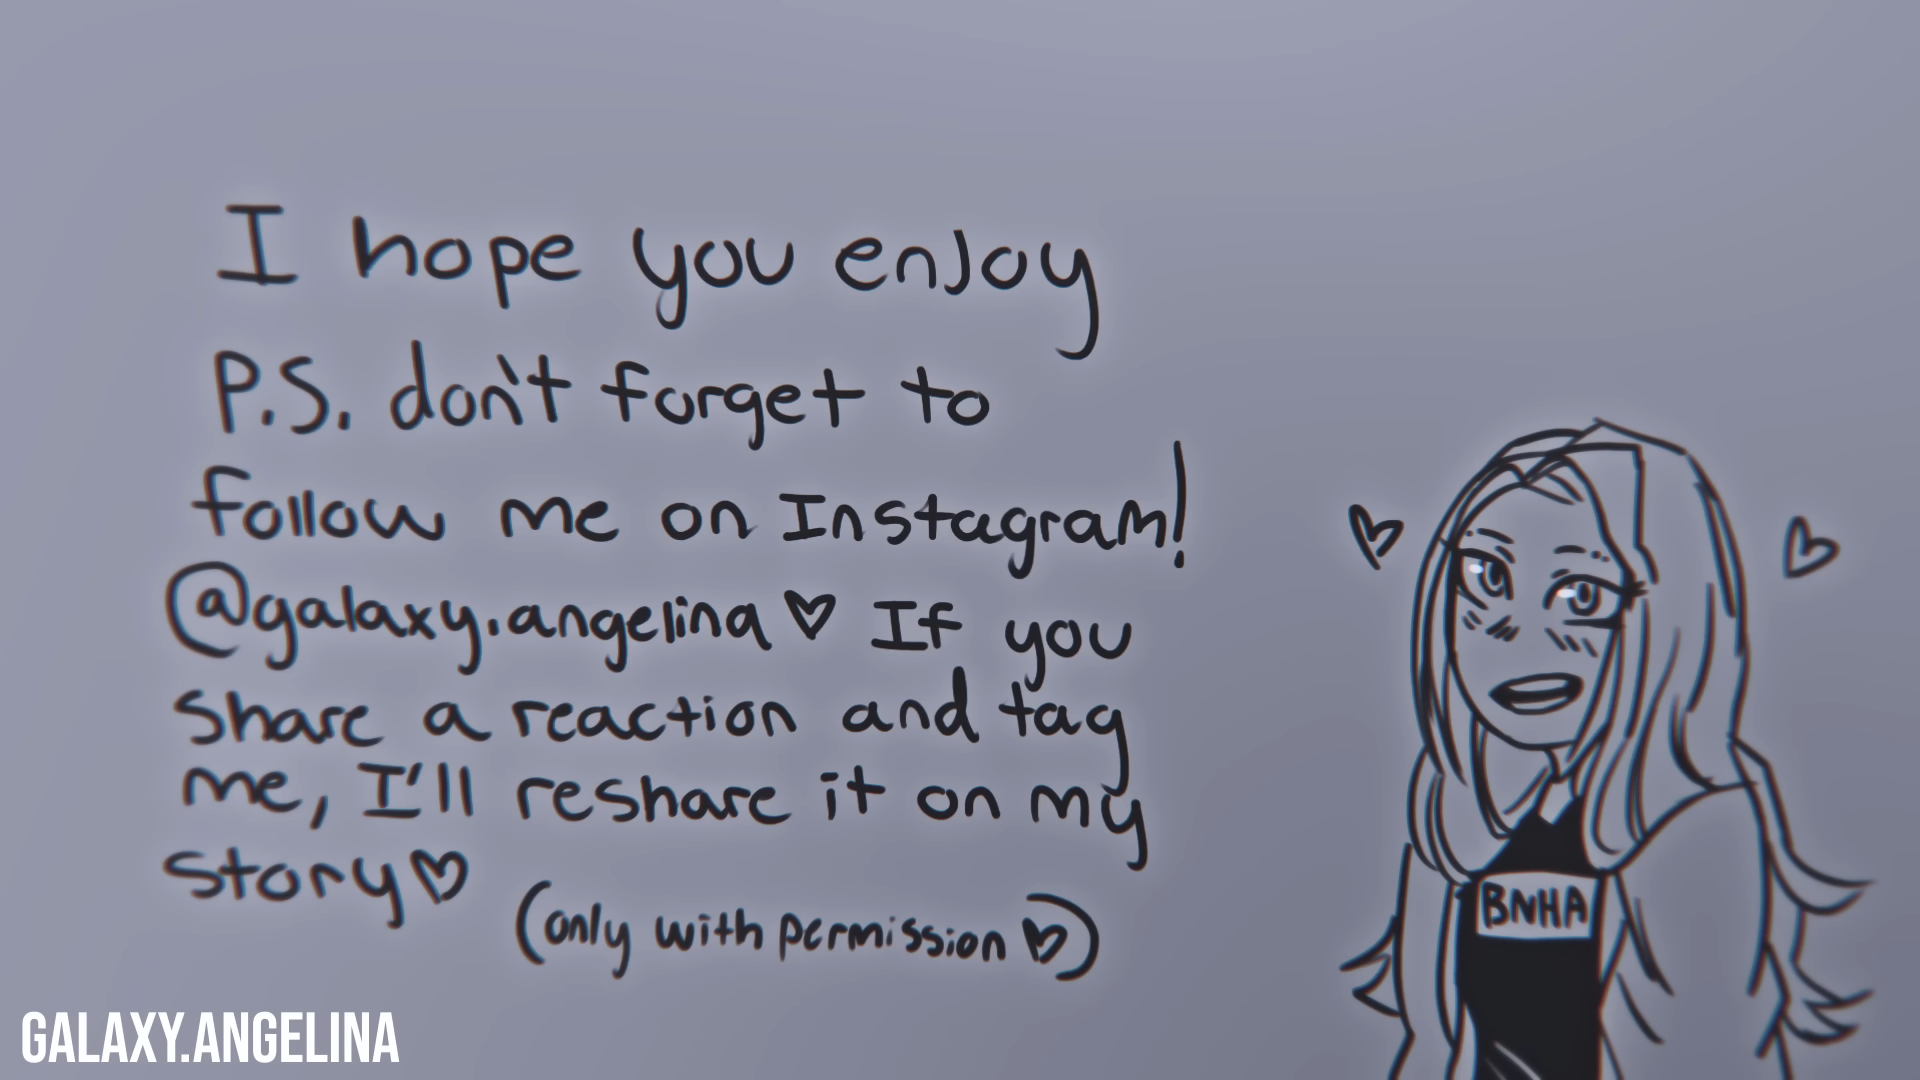 I hope you enjoy
P.S. don't forget to
follow me on Instagram!
@galaxy.angelina♡ If you
share a reaction and tag
me, I'll reshare it on my
story♡
(only with permission♡)
BNHA
GALAXY.ANGELINA